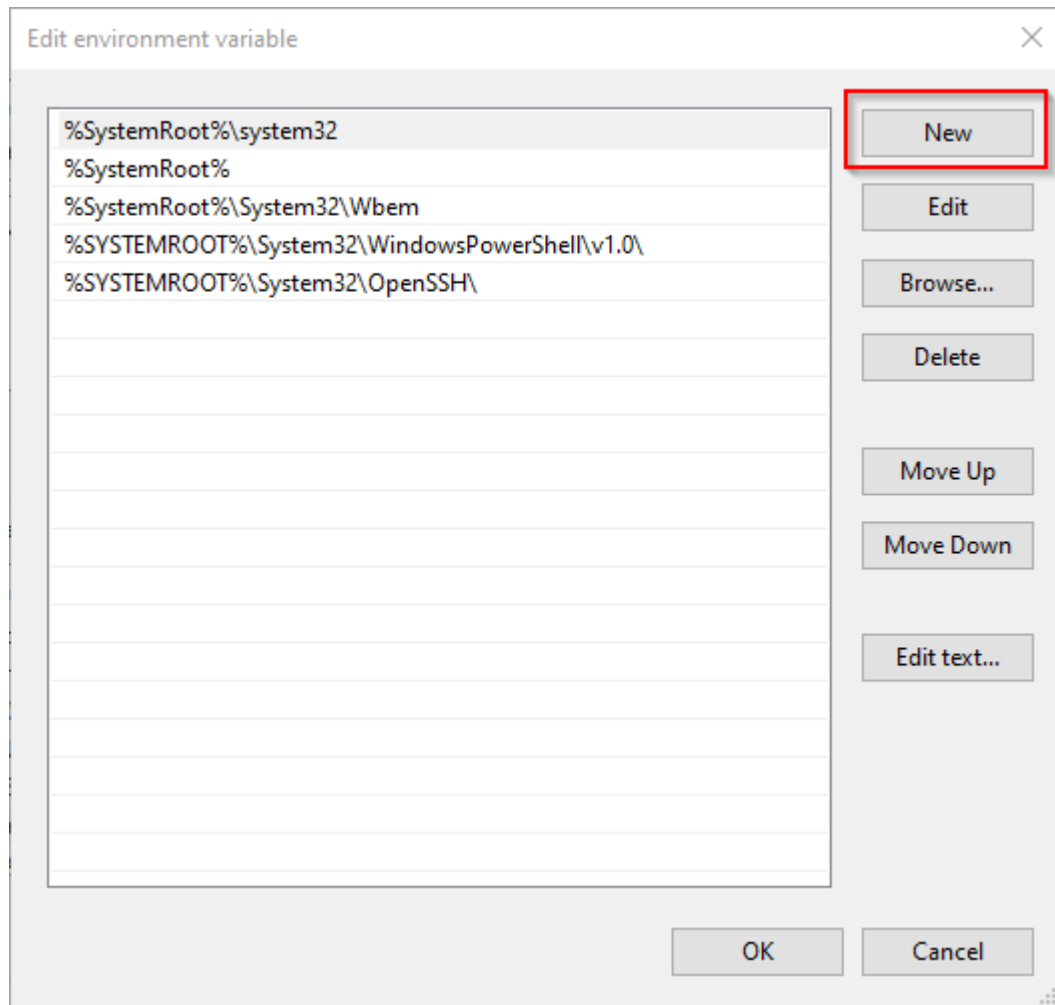 Edit environment variable
%SystemRoot%\system32
%SystemRoot%
%SystemRoot%\System32\Wbem
%SYSTEMROOT%\System32\WindowsPowerShell\v1.0\
%SYSTEMROOT%\System32\OpenSSH\
New
Edit
Browse...
Delete
Move Up
Move Down
Edit text...
OK
Cancel